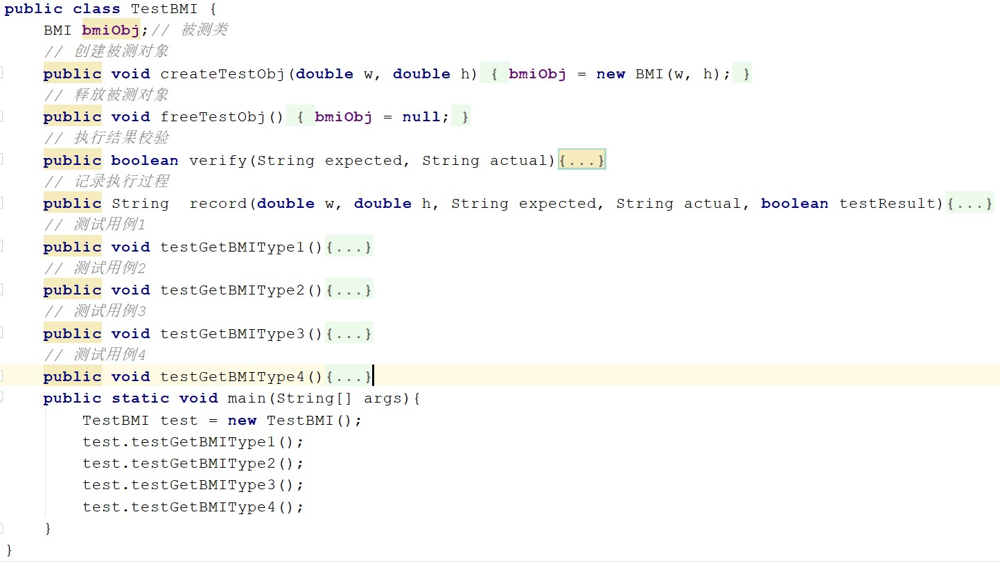 public class TestBMI {
BMI bmiObj;// 被测类
// 创建被测对象
public void createTestObj(double w, double h) { bmiObj = new BMI(w, h); }
// 释放被测对象
public void freeTestObj() { bmiObj = null; }
// 执行结果校验
public boolean verify(String expected, String actual){...}
// 记录执行过程
public String  record(double w, double h, String expected, String actual, boolean testResult){...}
// 测试用例1
public void testGetBMIType1(){...}
// 测试用例2
public void testGetBMIType2(){...}
// 测试用例3
public void testGetBMIType3(){...}
// 测试用例4
public void testGetBMIType4(){...}
public static void main(String[] args){
TestBMI test = new TestBMI();
test.testGetBMIType1();
test.testGetBMIType2();
test.testGetBMIType3();
test.testGetBMIType4();
}
}